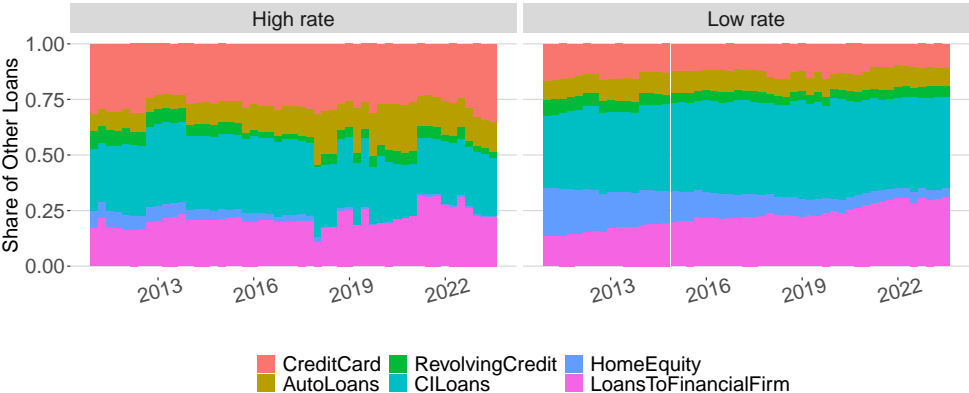 High rate
Low rate
Share of Other Loans
1.00
0.75
0.50
0.25
0.00
2013 2016 2019 2022
2013 2016 2019 2022
CreditCard RevolvingCredit HomeEquity
AutoLoans CILoans LoansToFinancialFirm